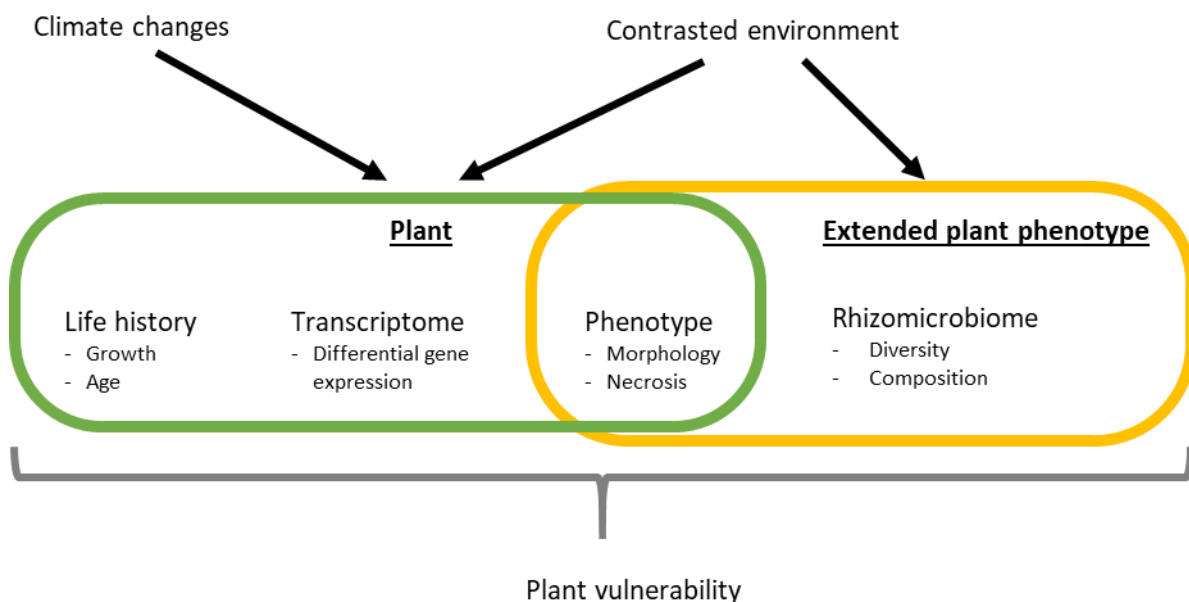 Climate changes
Contrasted environment
Plant
Extended plant phenotype
Life history
- Growth
- Age
Transcriptome
- Differential gene
expression
Phenotype
- Morphology
- Necrosis
Rhizomicrobiome
- Diversity
- Composition
Plant vulnerability